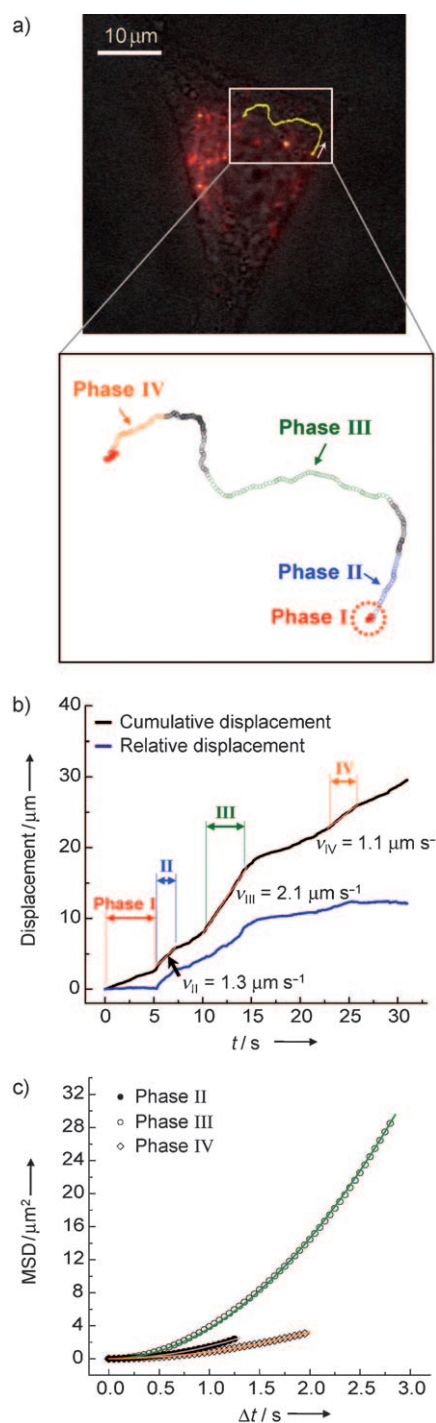 a)
10 μm
Phase IV
Phase III
Phase II
Phase I
b)
40
30
20
10
0
Displacement / μm
Cumulative displacement
Relative displacement
Phase I
II
III
IV
νIV = 1.1 μm s⁻
νIII = 2.1 μm s⁻¹
νII = 1.3 μm s⁻¹
0 5 10 15 20 25 30
t / s
c)
32
28
24
20
16
12
8
4
0
MSD / μm²
Phase II
Phase III
Phase IV
0.0 0.5 1.0 1.5 2.0 2.5 3.0
Δt / s